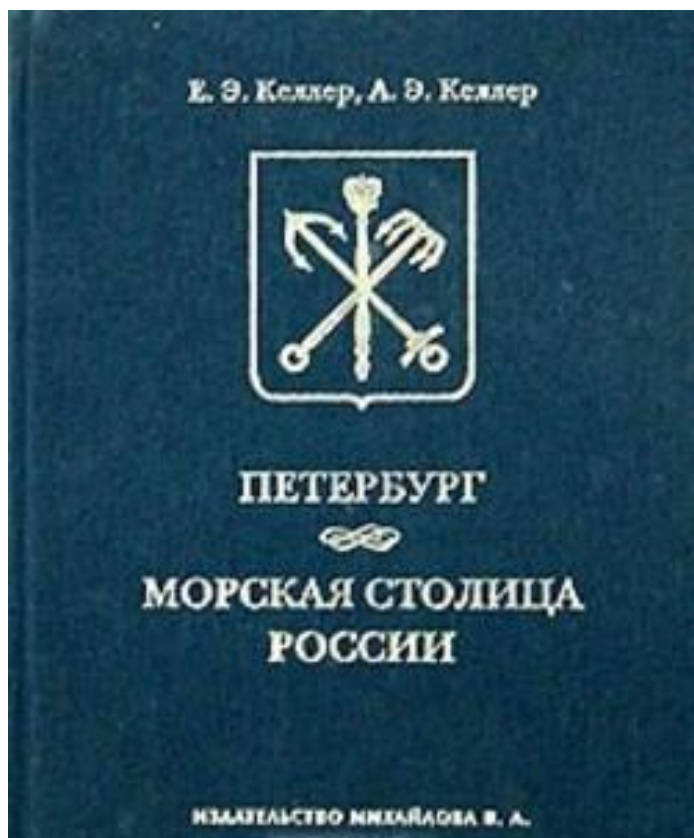 Е. Э. Келлер, Л. Э. Келлер
ПЕТЕРБУРГ
МОРСКАЯ СТОЛИЦА
РОССИИ
ИЗДАТЕЛЬСТВО МИХАЙЛОВА В. А.